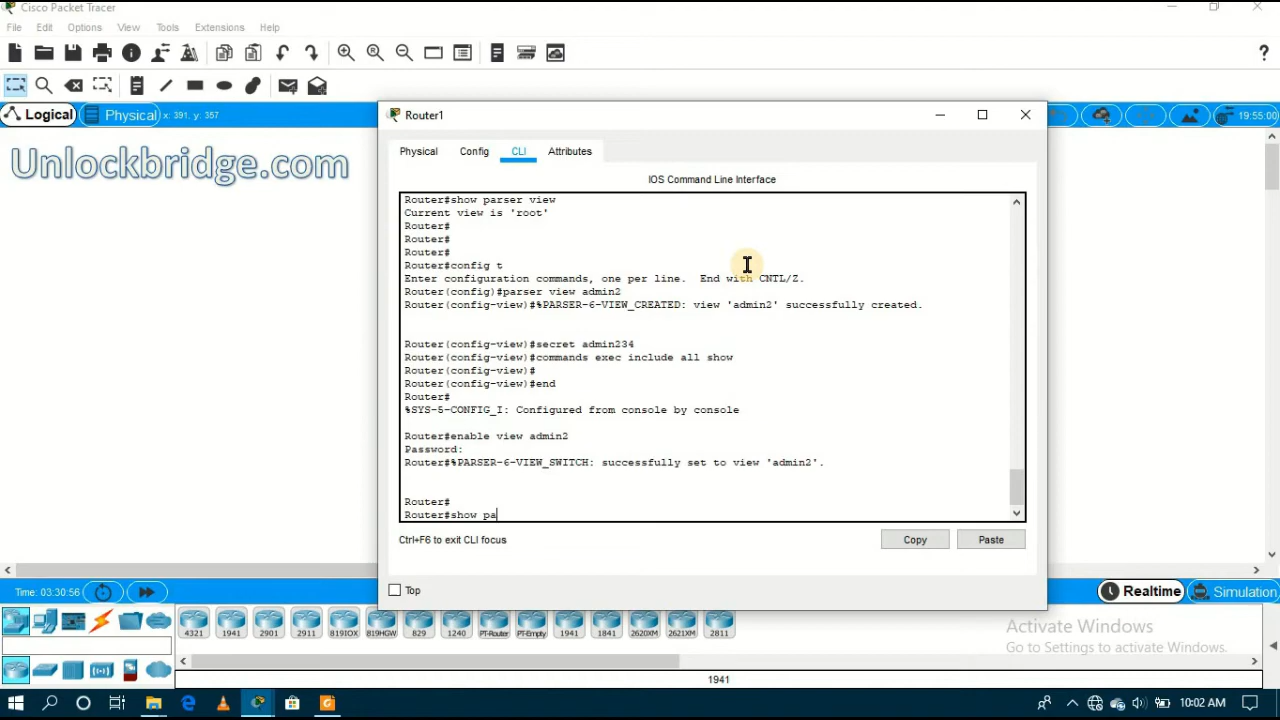 Cisco Packet Tracer
File Edit Options View Tools Extensions Help
?
Logical Physical x: 391, y: 357
19:55:00
Unlockbridge.com
Router1
Physical Config CLI Attributes
IOS Command Line Interface
Router#show parser view
Current view is 'root'
Router#
Router#
Router#
Router#config t
Enter configuration commands, one per line. End with CNTL/Z.
Router(config)#parser view admin2
Router(config-view)#%PARSER-6-VIEW_CREATED: view 'admin2' successfully created.
Router(config-view)#secret admin234
Router(config-view)#commands exec include all show
Router(config-view)#
Router(config-view)#end
Router#
%SYS-5-CONFIG_I: Configured from console by console
Router#enable view admin2
Password:
Router#%PARSER-6-VIEW_SWITCH: successfully set to view 'admin2'.
Router#
Router#show pa
Ctrl+F6 to exit CLI focus
Copy Paste
Top
Time: 03:30:56
Realtime Simulation
4321 1941 2901 2911 819IOX 819HGW 829 1240 PT-Router PT-Empty 1941 1841 2620XM 2621XM 2811
Activate Windows
Go to Settings to activate Windows.
1941
10:02 AM